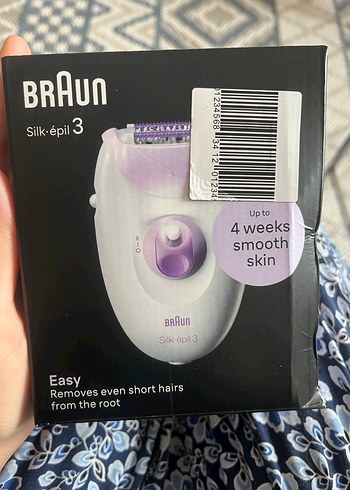 BRAUN
Silk·épil 3
Up to
4 weeks
smooth
skin
II
I
O
BRAUN
Silk·épil 3
Easy
Removes even short hairs
from the root